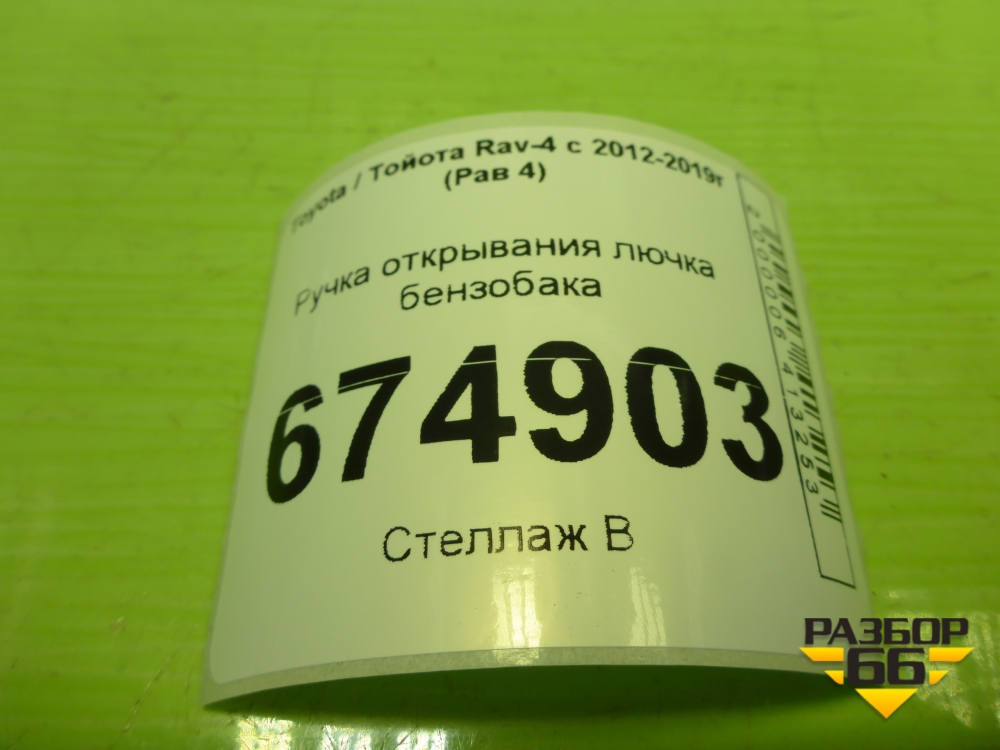 Toyota / Тойота Rav-4 с 2012-2019г
(Рав 4)
Ручка открывания лючка
бензобака
674903
Стеллаж В
2000006413253
РАЗБОР
66